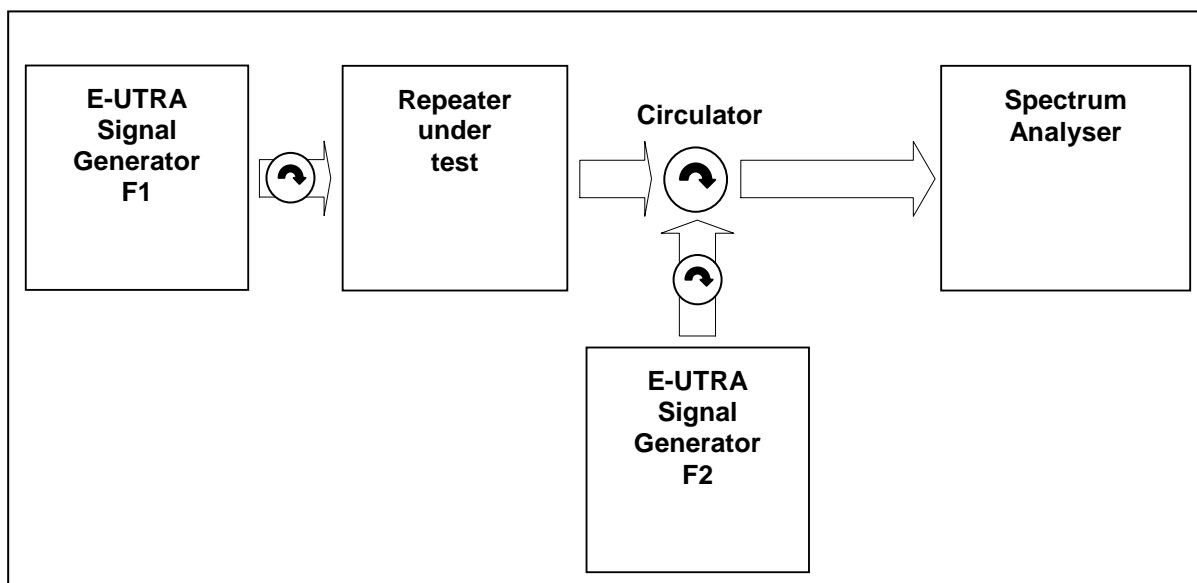 E-UTRA
Signal
Generator
F1
Repeater
under
test
Circulator
Spectrum
Analyser
E-UTRA
Signal
Generator
F2